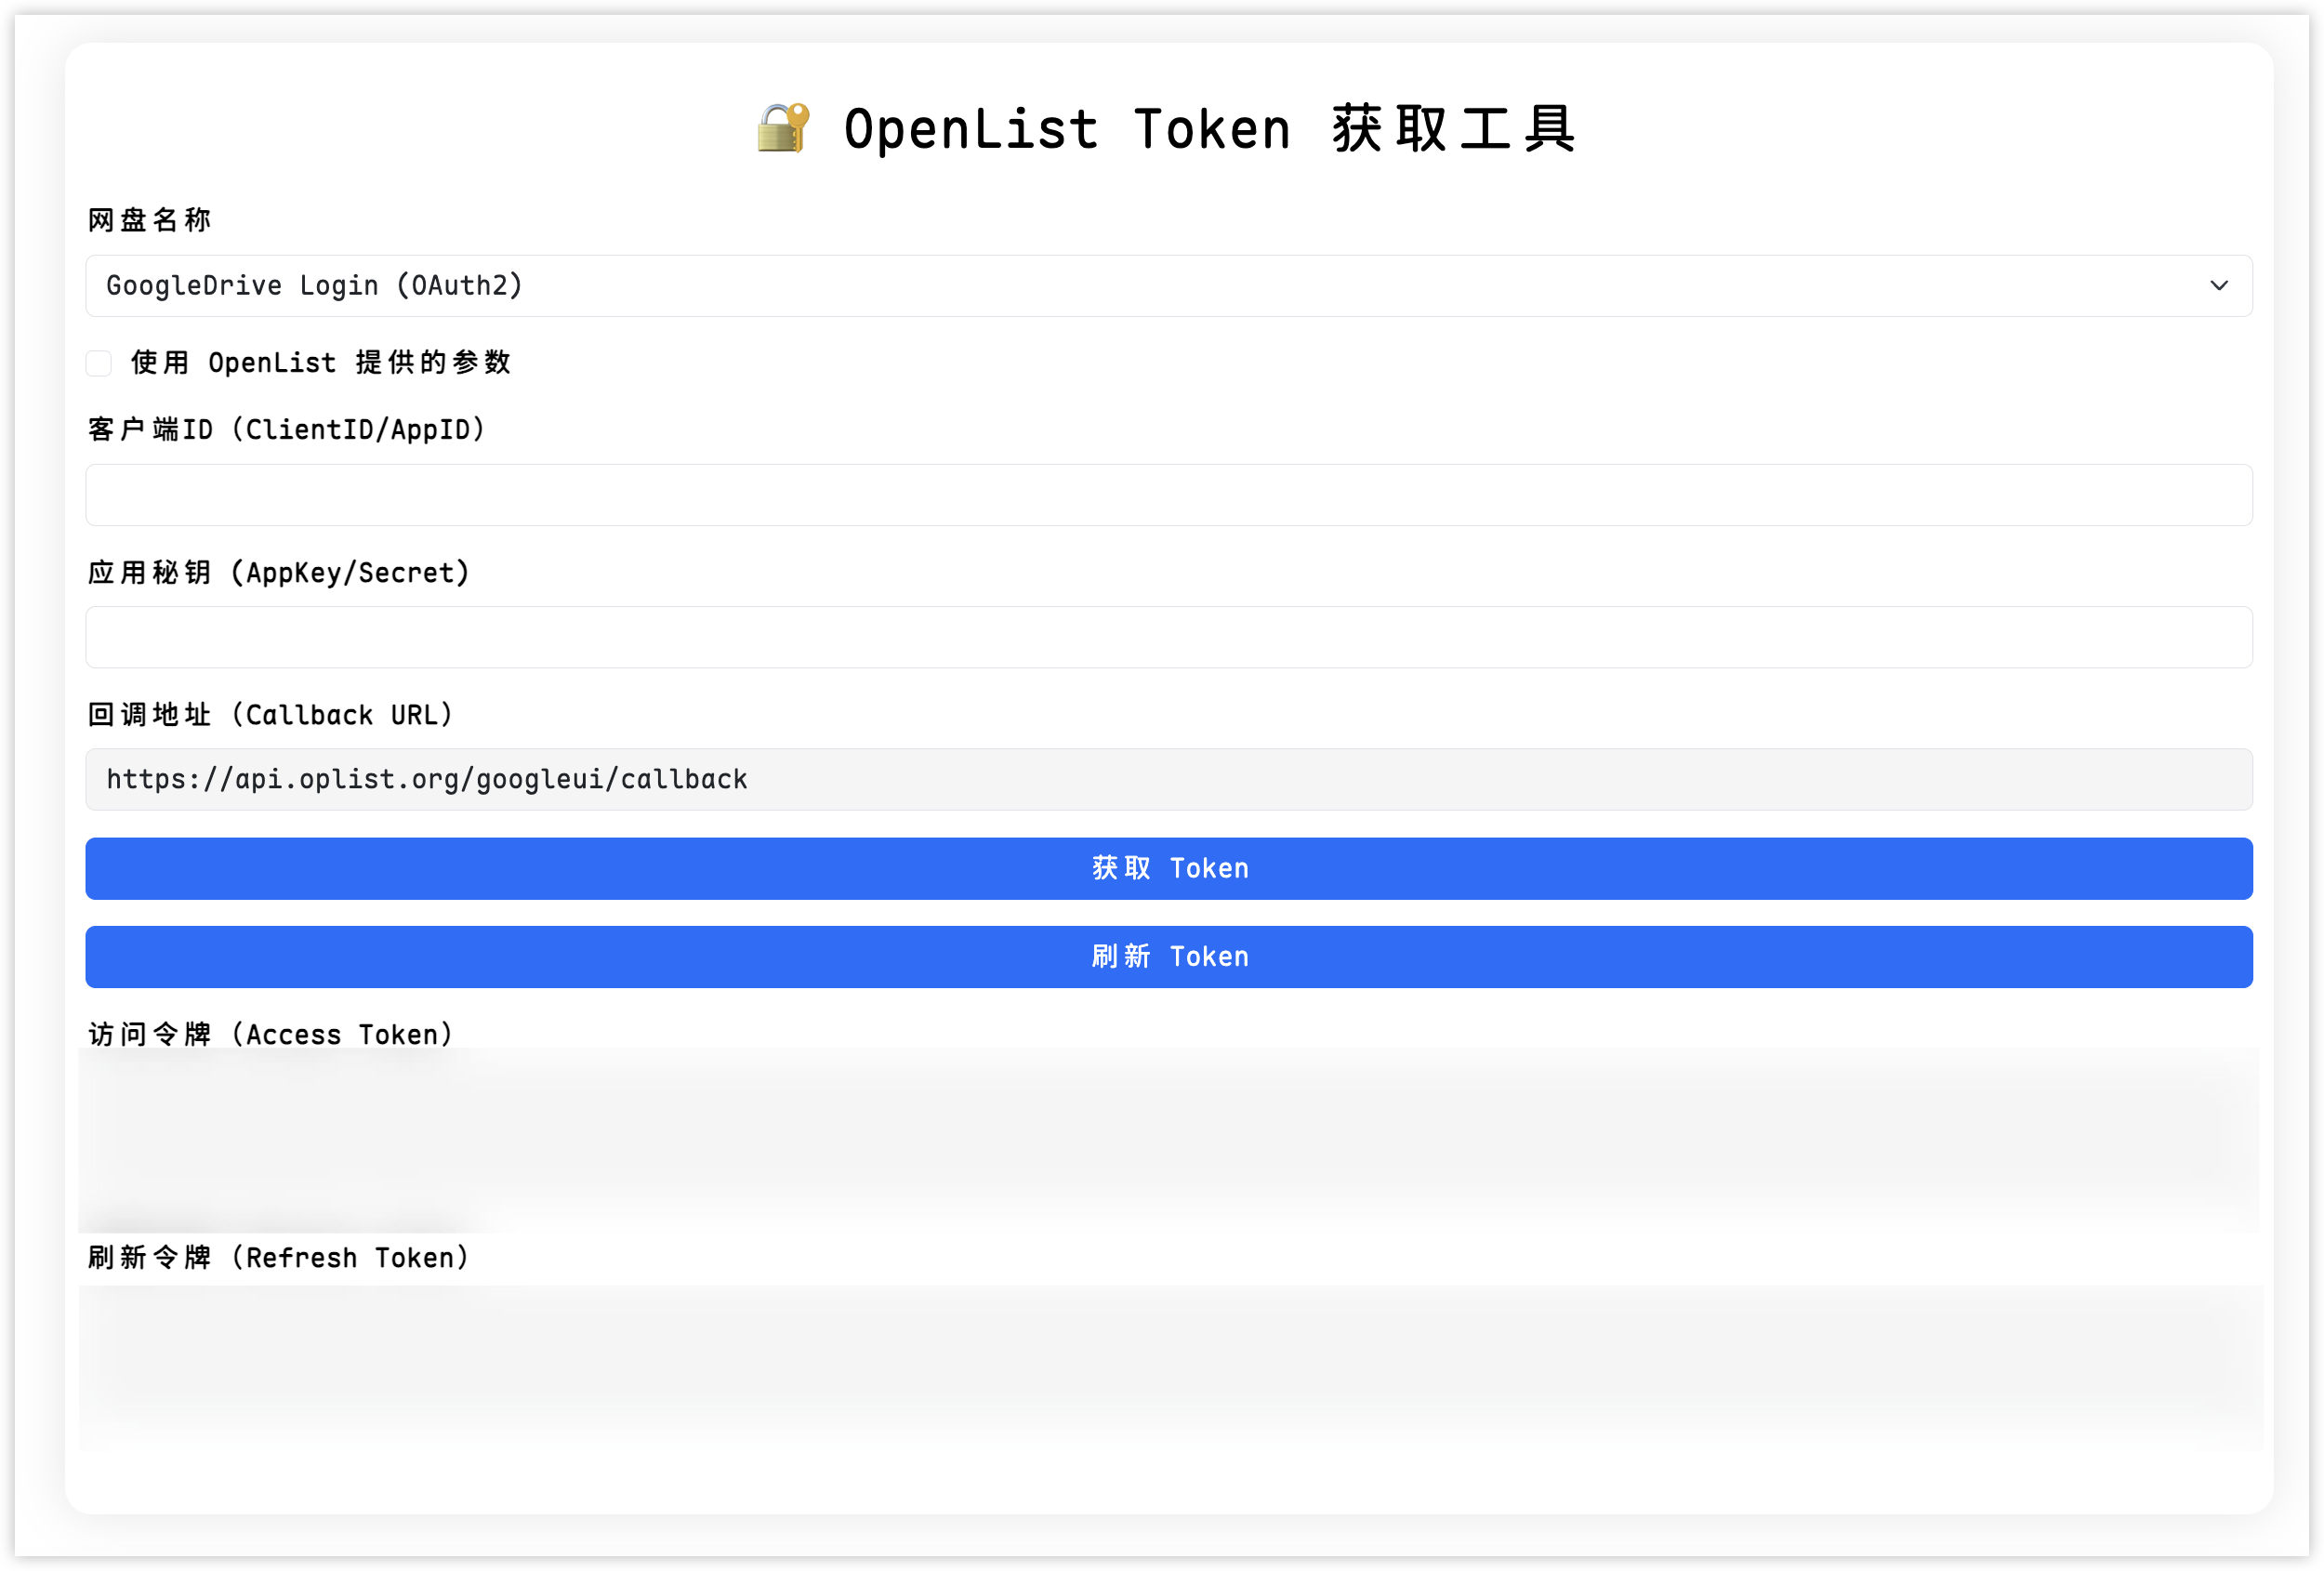 🔐 OpenList Token 获取工具
网盘名称
GoogleDrive Login (OAuth2)
使用 OpenList 提供的参数
客户端ID（ClientID/AppID）
应用秘钥 (AppKey/Secret)
回调地址（Callback URL）
https://api.oplist.org/googleui/callback
获取 Token
刷新 Token
访问令牌（Access Token）
刷新令牌（Refresh Token）